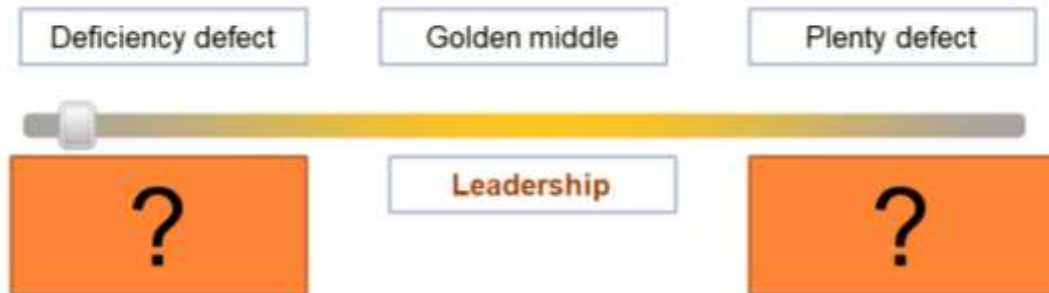 Deficiency defect
Golden middle
Plenty defect
Leadership
?
?